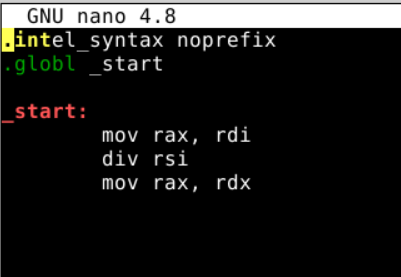 GNU nano 4.8
.intel_syntax noprefix
.globl _start
_start:
mov rax, rdi
div rsi
mov rax, rdx